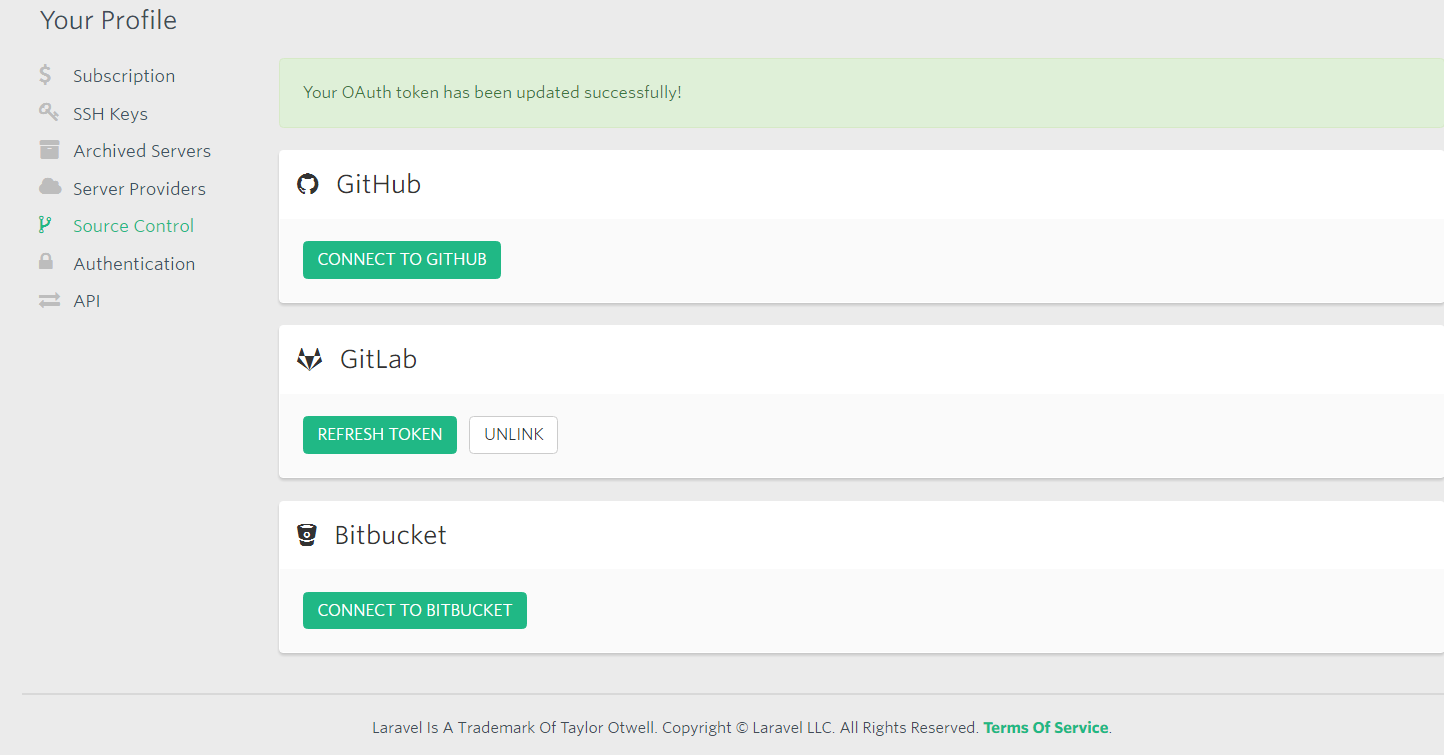 Your Profile
Subscription
SSH Keys
Archived Servers
Server Providers
Source Control
Authentication
API
Your OAuth token has been updated successfully!
GitHub
CONNECT TO GITHUB
GitLab
REFRESH TOKEN UNLINK
Bitbucket
CONNECT TO BITBUCKET
Laravel Is A Trademark Of Taylor Otwell. Copyright © Laravel LLC. All Rights Reserved. Terms Of Service.